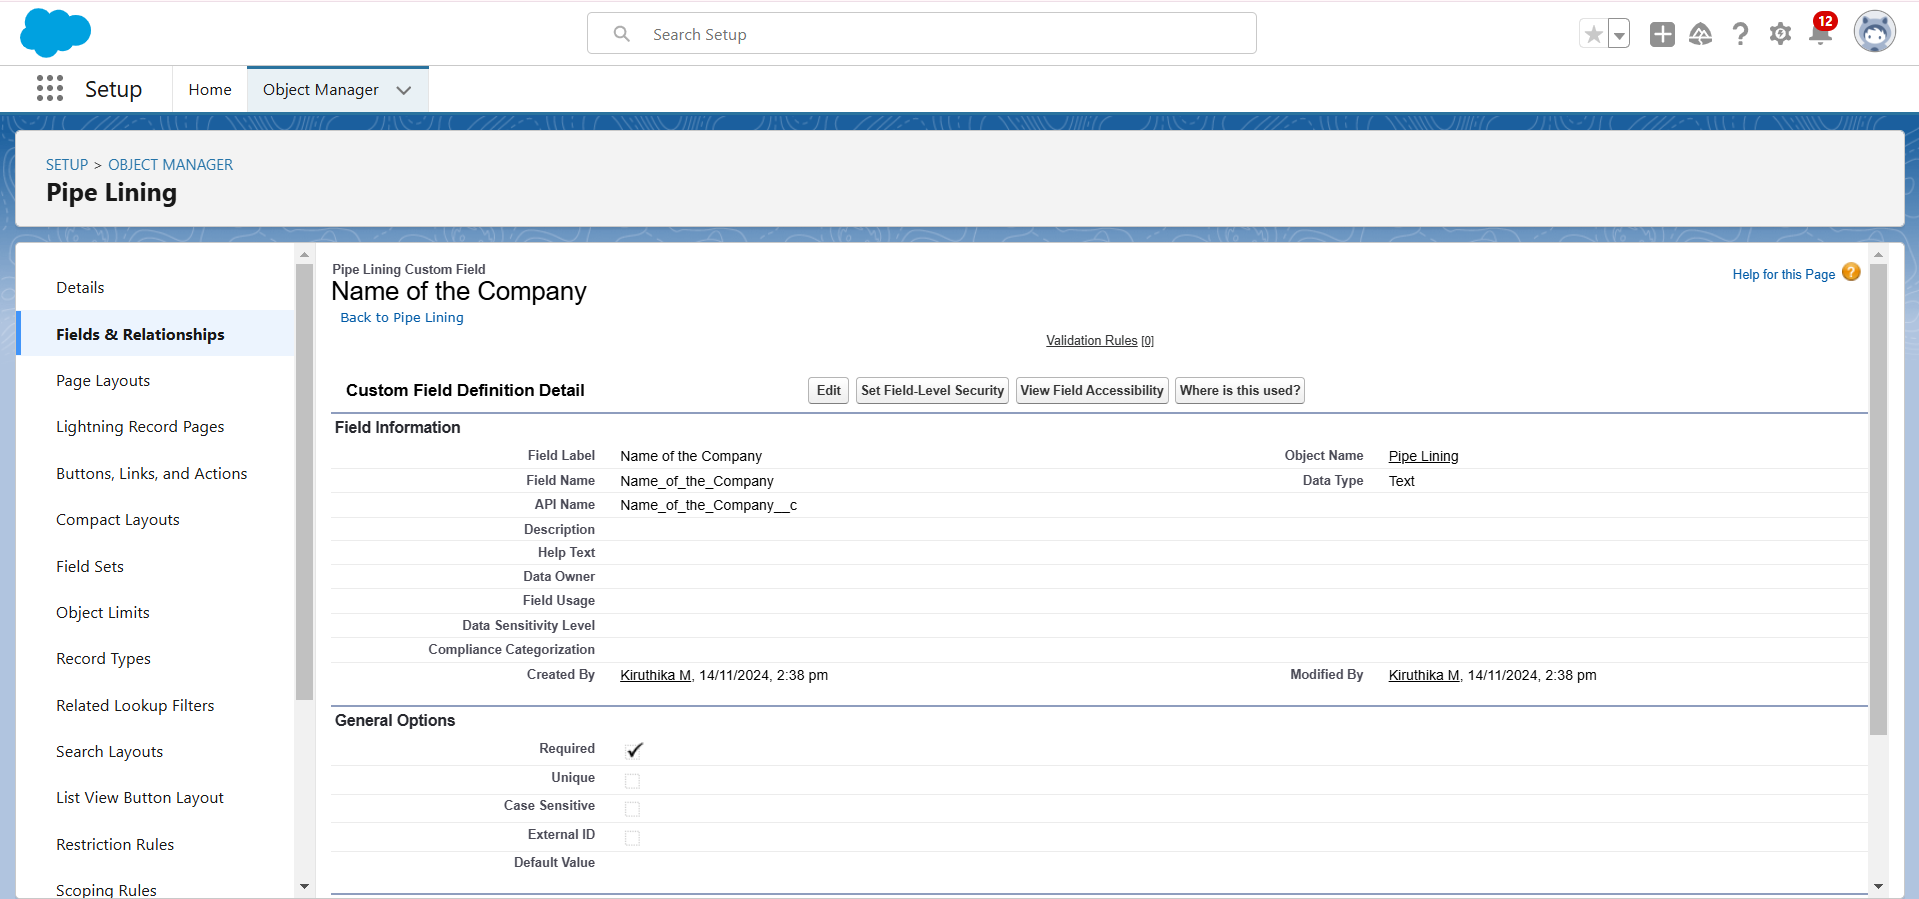 Search Setup
12
Setup
Home
Object Manager
SETUP > OBJECT MANAGER
Pipe Lining
Details
Fields & Relationships
Page Layouts
Lightning Record Pages
Buttons, Links, and Actions
Compact Layouts
Field Sets
Object Limits
Record Types
Related Lookup Filters
Search Layouts
List View Button Layout
Restriction Rules
Scoping Rules
Pipe Lining Custom Field
Name of the Company
Back to Pipe Lining
Help for this Page ?
Validation Rules [0]
Custom Field Definition Detail
Edit
Set Field-Level Security
View Field Accessibility
Where is this used?
Field Information
Field Label Name of the Company Object Name Pipe Lining
Field Name Name_of_the_Company Data Type Text
API Name Name_of_the_Company__c
Description
Help Text
Data Owner
Field Usage
Data Sensitivity Level
Compliance Categorization
Created By Kiruthika M, 14/11/2024, 2:38 pm Modified By Kiruthika M, 14/11/2024, 2:38 pm
General Options
Required
Unique
Case Sensitive
External ID
Default Value